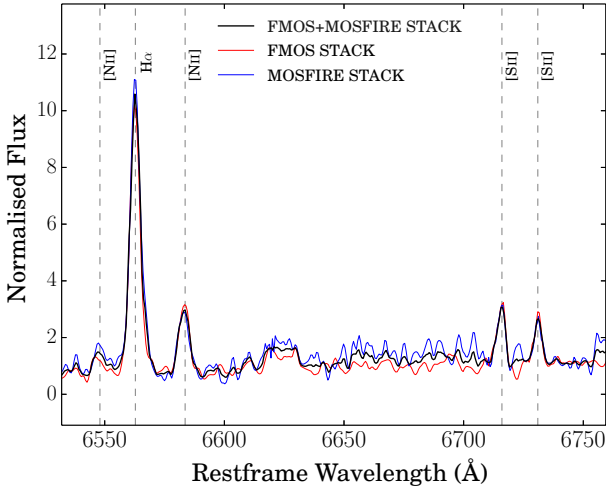 FMOS+MOSFIRE STACK
FMOS STACK
MOSFIRE STACK
[NII]
Hα
[NII]
[SII]
[SII]
12
10
8
6
4
2
0
Normalised Flux
6550
6600
6650
6700
6750
Restframe Wavelength (Å)